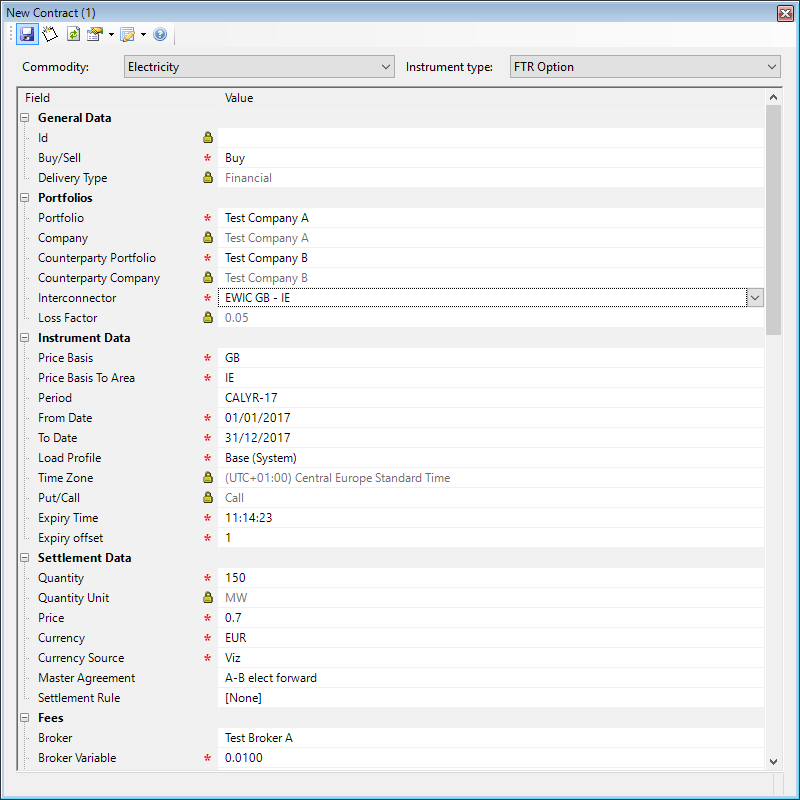 New Contract (1)
Commodity: Electricity Instrument type: FTR Option
Field Value
General Data
Id
Buy/Sell * Buy
Delivery Type Financial
Portfolios
Portfolio * Test Company A
Company Test Company A
Counterparty Portfolio * Test Company B
Counterparty Company Test Company B
Interconnector * EWIC GB - IE
Loss Factor 0.05
Instrument Data
Price Basis * GB
Price Basis To Area * IE
Period CALYR-17
From Date * 01/01/2017
To Date * 31/12/2017
Load Profile * Base (System)
Time Zone (UTC+01:00) Central Europe Standard Time
Put/Call Call
Expiry Time * 11:14:23
Expiry offset * 1
Settlement Data
Quantity * 150
Quantity Unit MW
Price * 0.7
Currency * EUR
Currency Source * Viz
Master Agreement A-B elect forward
Settlement Rule [None]
Fees
Broker Test Broker A
Broker Variable * 0.0100